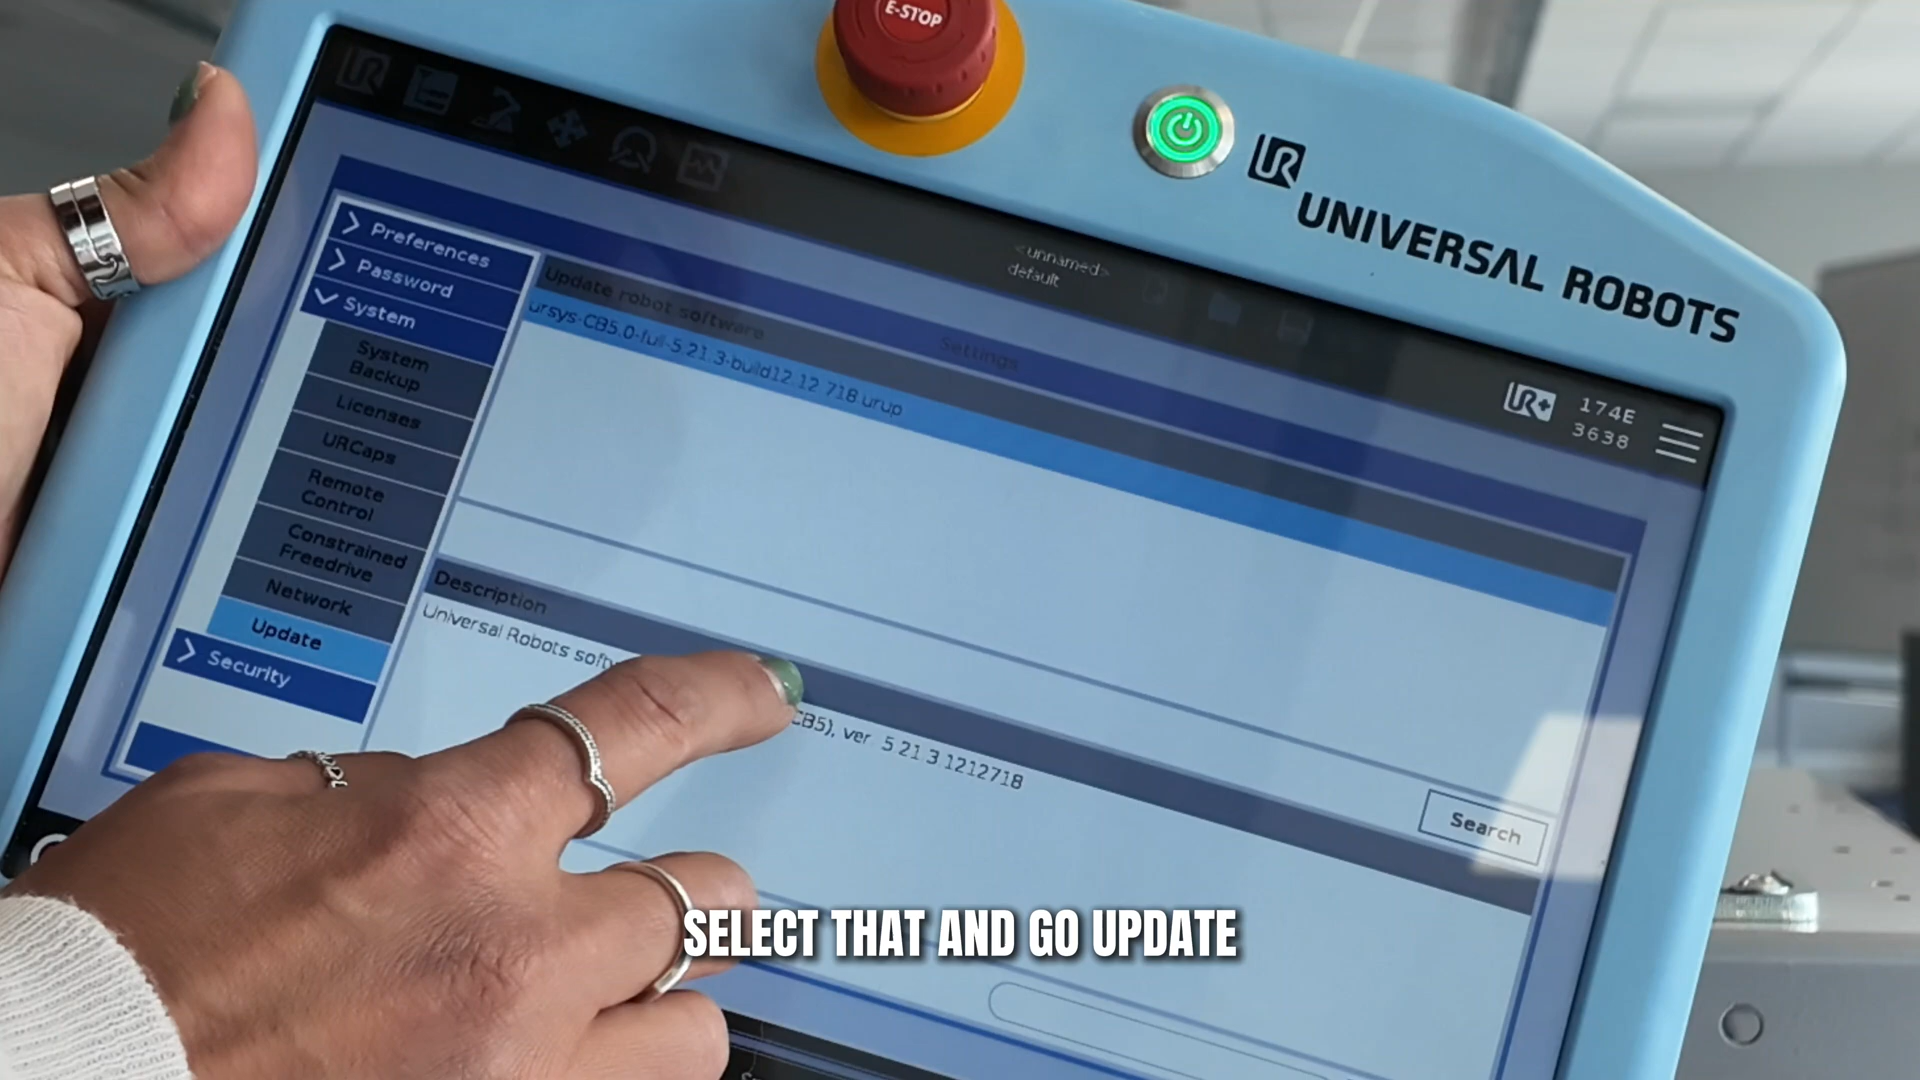 E-STOP
UR
UNIVERSAL ROBOTS
<unnamed>
default
Settings
UR+
174E
3638
Preferences
Password
System
System
Backup
Licenses
URCaps
Remote
Control
Constrained
Freedrive
Network
Update
Security
Update robot software
ursys-CB5.0-full-5.21.3-build12.12.718.urup
Description
Universal Robots
CB5), ver. 5.21.3.1212718
Search
SELECT THAT AND GO UPDATE